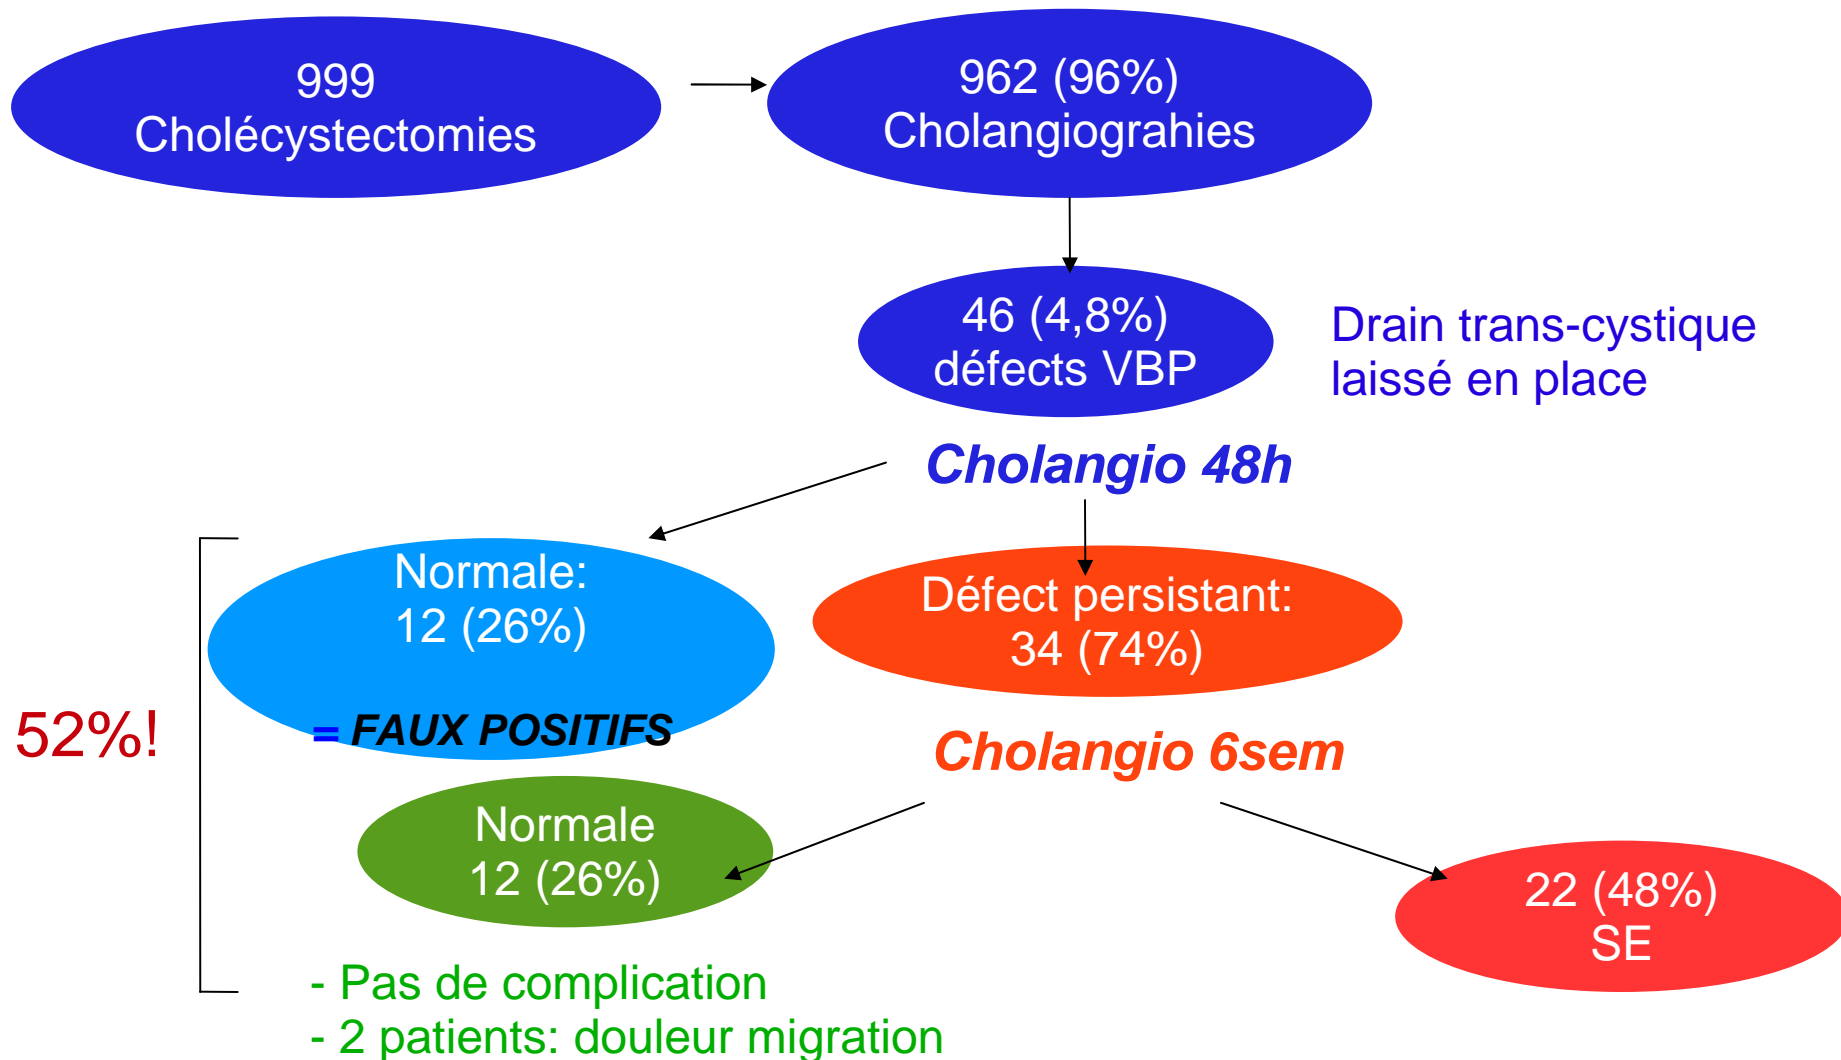 999
Cholécystectomies
962 (96%)
Cholangiograhies
46 (4,8%)
défects VBP
Drain trans-cystique
laissé en place
Cholangio 48h
Normale:
12 (26%)
= FAUX POSITIFS
Défect persistant:
34 (74%)
52%!
Cholangio 6sem
Normale
12 (26%)
22 (48%)
SE
- Pas de complication
- 2 patients: douleur migration